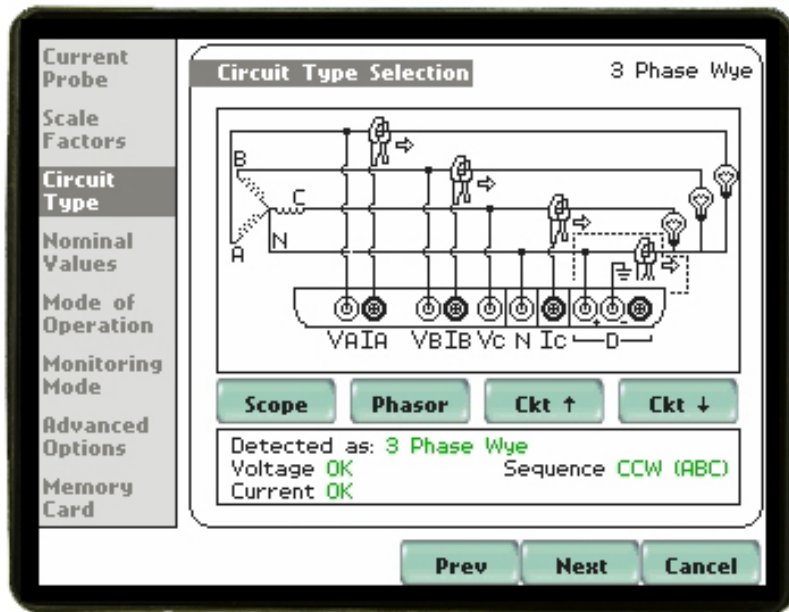 Current
Probe
Scale
Factors
Circuit
Type
Nominal
Values
Mode of
Operation
Monitoring
Mode
Advanced
Options
Memory
Card
Circuit Type Selection
3 Phase Wye
B
C
N
A
+
-
VA IA VB IB Vc N Ic D
Scope
Phasor
Ckt ↑
Ckt ↓
Detected as: 3 Phase Wye
Voltage OK Sequence CCW (ABC)
Current OK
Prev
Next
Cancel